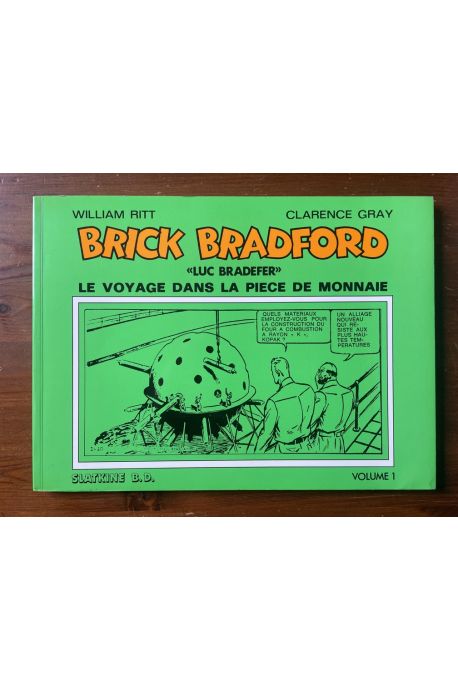 WILLIAM RITT CLARENCE GRAY
BRICK BRADFORD
«LUC BRADEFER»
LE VOYAGE DANS LA PIECE DE MONNAIE
QUELS MATERIAUX
EMPLOYEZ-VOUS POUR
LA CONSTRUCTION DU
FOUR A COMBUSTION
A RAYON « K »,
KOPAK ?
UN ALLIAGE
NOUVEAU
QUI RE-
SISTE AUX
PLUS HAU-
TES TEM-
PERATURES
SLATKINE B.D. VOLUME 1